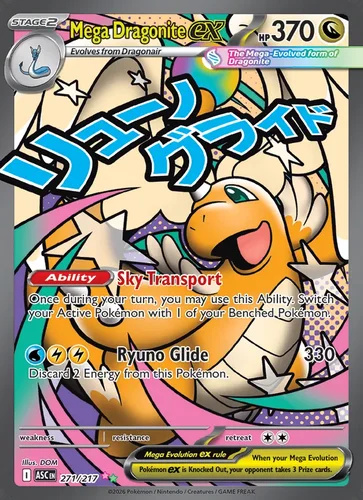 STAGE2
Mega Dragonite ex
HP 370
Evolves from Dragonair
The Mega-Evolved form of
Dragonite
リューノ
グライド
Ability Sky Transport
Once during your turn, you may use this Ability. Switch
your Active Pokémon with 1 of your Benched Pokémon.
Ryuno Glide 330
Discard 2 Energy from this Pokémon.
weakness resistance retreat
Illus. DOM
Mega Evolution ex rule
When your Mega Evolution
Pokémon ex is Knocked Out, your opponent takes 3 Prize cards.
I ASC EN 271/217
©2026 Pokémon / Nintendo / Creatures / GAME FREAK